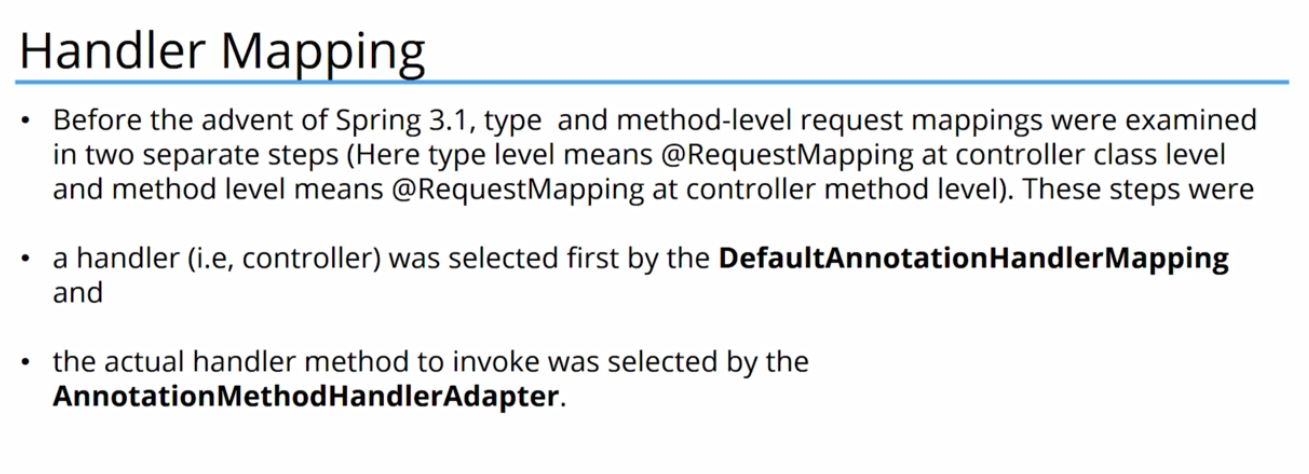 Handler Mapping
• Before the advent of Spring 3.1, type  and method-level request mappings were examined
in two separate steps (Here type level means @RequestMapping at controller class level
and method level means @RequestMapping at controller method level). These steps were
• a handler (i.e, controller) was selected first by the DefaultAnnotationHandlerMapping
and
• the actual handler method to invoke was selected by the
AnnotationMethodHandlerAdapter.